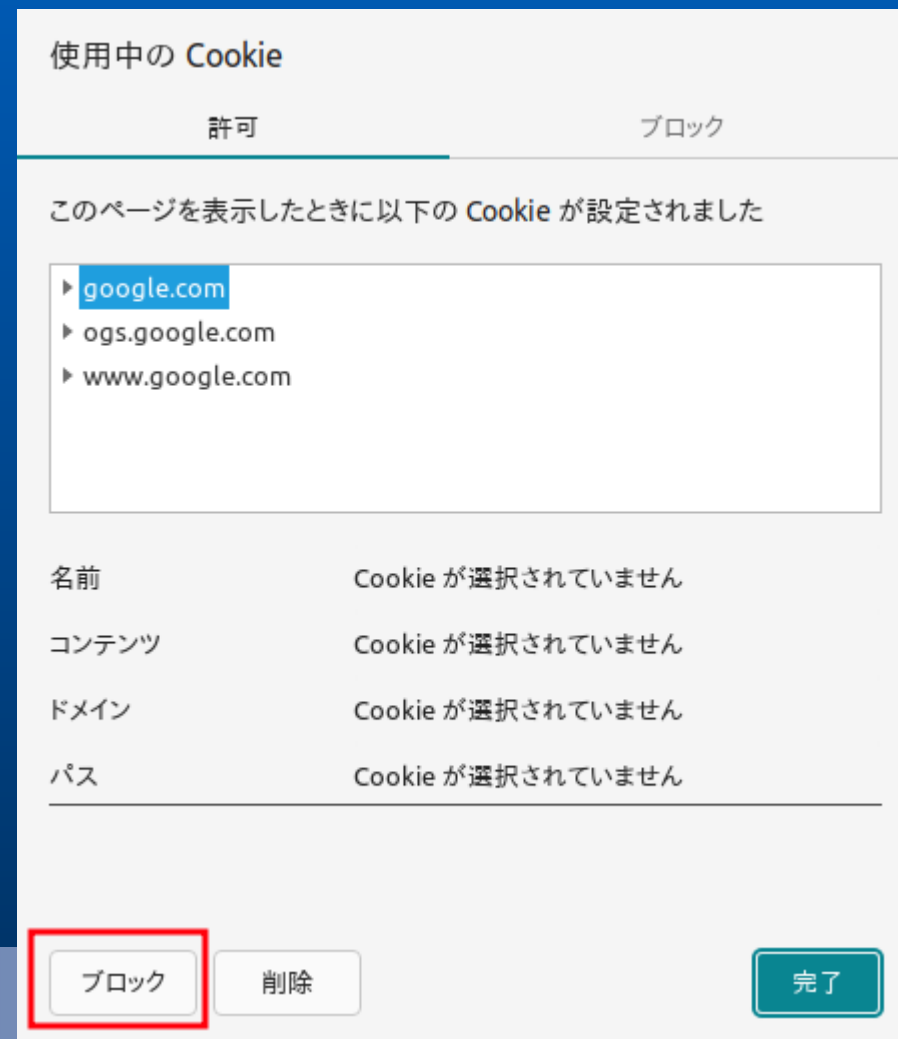 使用中の Cookie
許可 ブロック
このページを表示したときに以下の Cookie が設定されました
google.com
ogs.google.com
www.google.com
名前 Cookie が選択されていません
コンテンツ Cookie が選択されていません
ドメイン Cookie が選択されていません
パス Cookie が選択されていません
ブロック 削除 完了